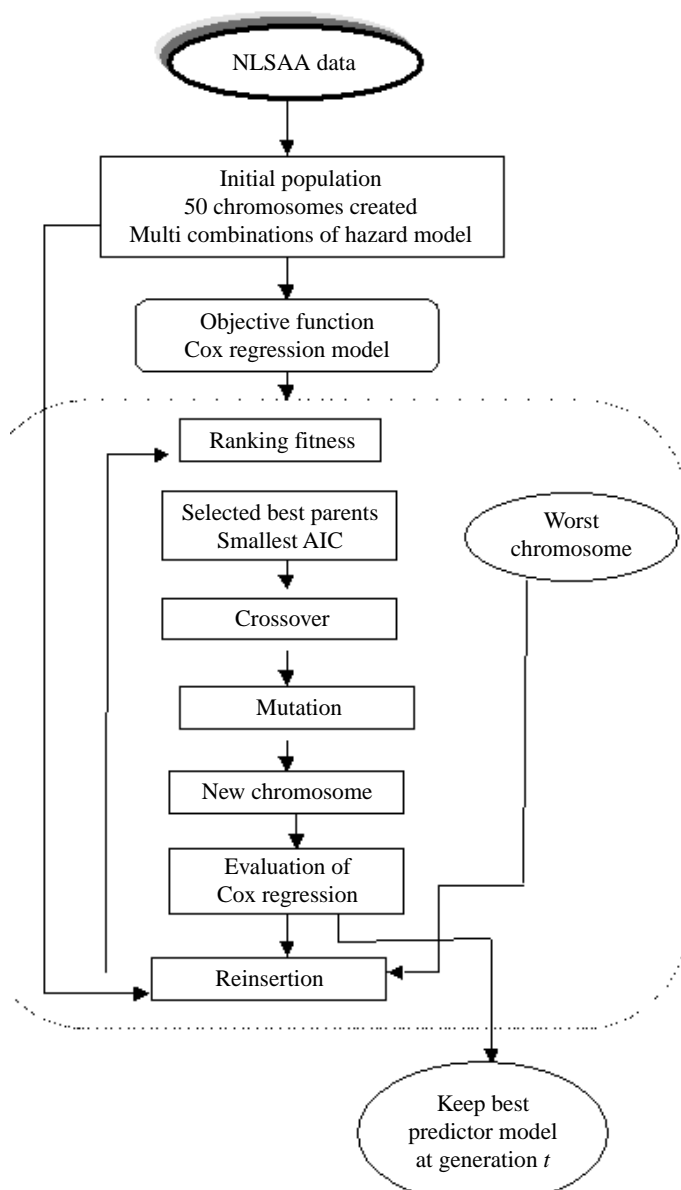 NLSAA data
Initial population
50 chromosomes created
Multi combinations of hazard model
Objective function
Cox regression model
Ranking fitness
Selected best parents
Smallest AIC
Worst
chromosome
Crossover
Mutation
New chromosome
Evaluation of
Cox regression
Reinsertion
Keep best
predictor model
at generation t